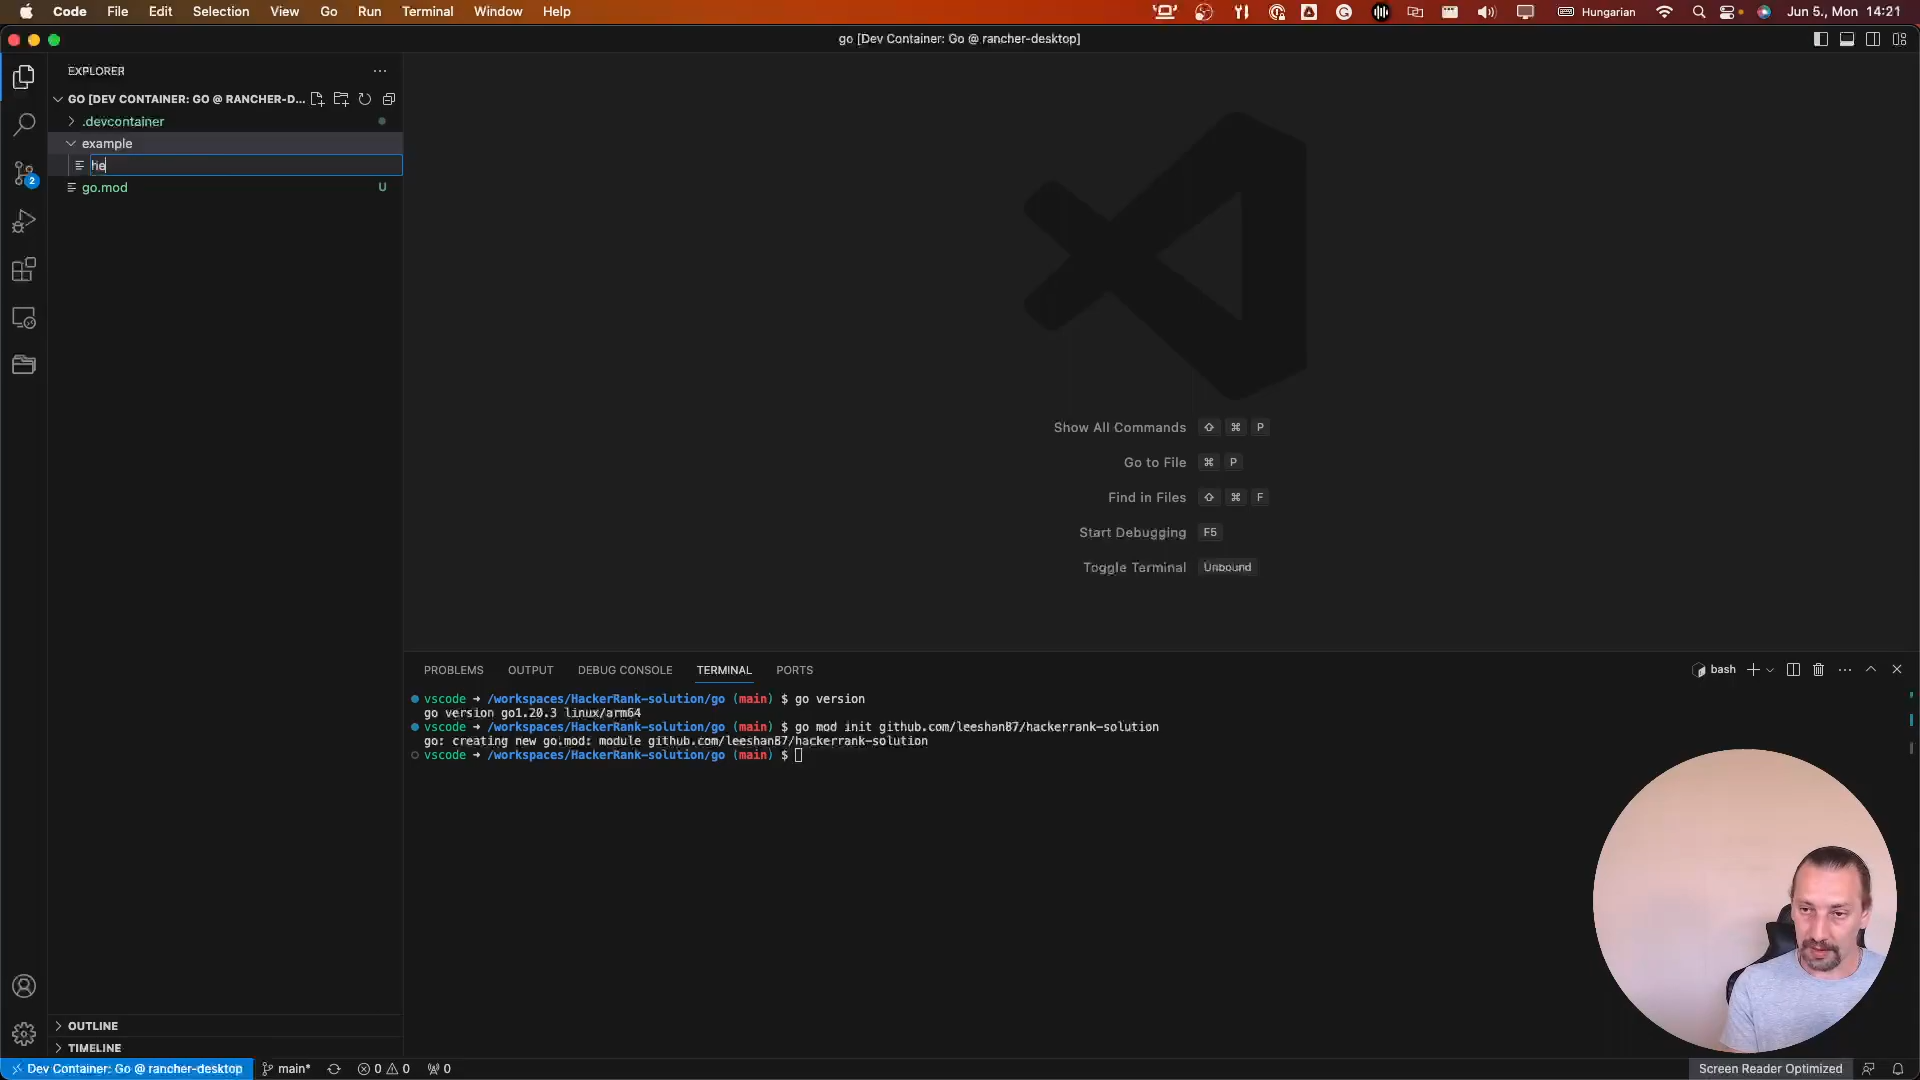 Code File Edit Selection View Go Run Terminal Window Help Hungarian Jun 5., Mon 14:21
go [Dev Container: Go @ rancher-desktop]
EXPLORER
GO [DEV CONTAINER: GO @ RANCHER-D...
.devcontainer
example
he
go.mod U
2
Show All Commands ⇧ ⌘ P
Go to File ⌘ P
Find in Files ⇧ ⌘ F
Start Debugging F5
Toggle Terminal Unbound
PROBLEMS OUTPUT DEBUG CONSOLE TERMINAL PORTS bash
vscode → /workspaces/HackerRank-solution/go (main) $ go version
go version go1.20.3 linux/arm64
vscode → /workspaces/HackerRank-solution/go (main) $ go mod init github.com/leeshan87/hackerrank-solution
go: creating new go.mod: module github.com/leeshan87/hackerrank-solution
vscode → /workspaces/HackerRank-solution/go (main) $
OUTLINE
TIMELINE
Dev Container: Go @ rancher-desktop main* 0 0 0 Screen Reader Optimized